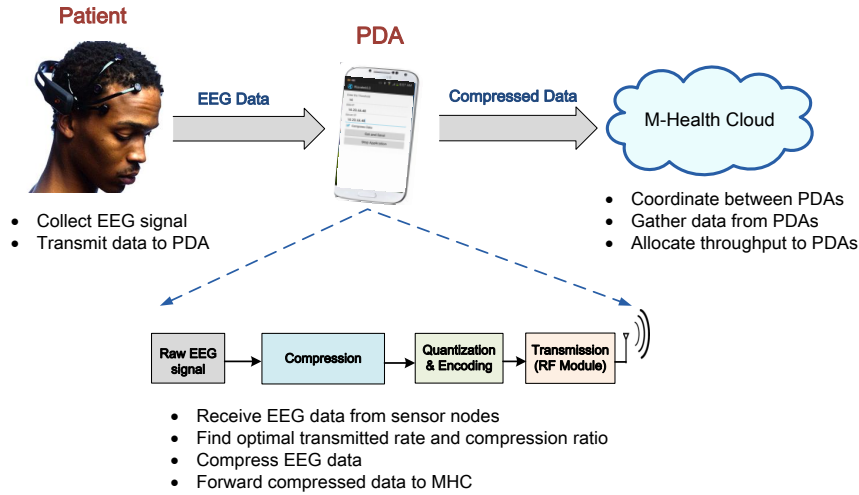 Patient
PDA
EEG Data
Compressed Data
M-Health Cloud
• Collect EEG signal
• Transmit data to PDA
• Coordinate between PDAs
• Gather data from PDAs
• Allocate throughput to PDAs
Raw EEG
signal
Compression
Quantization
& Encoding
Transmission
(RF Module)
• Receive EEG data from sensor nodes
• Find optimal transmitted rate and compression ratio
• Compress EEG data
• Forward compressed data to MHC